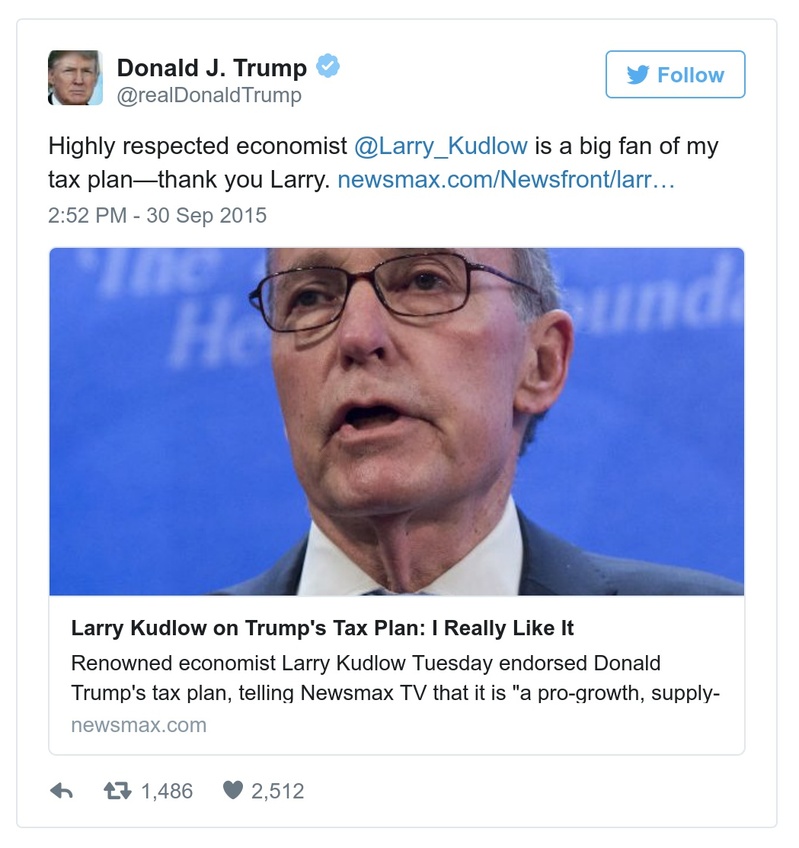 Donald J. Trump
@realDonaldTrump
Follow
Highly respected economist @Larry_Kudlow is a big fan of my
tax plan—thank you Larry. newsmax.com/Newsfront/larr…
2:52 PM - 30 Sep 2015
The
He
ounda
Larry Kudlow on Trump's Tax Plan: I Really Like It
Renowned economist Larry Kudlow Tuesday endorsed Donald
Trump's tax plan, telling Newsmax TV that it is "a pro-growth, supply-
newsmax.com
1,486 2,512